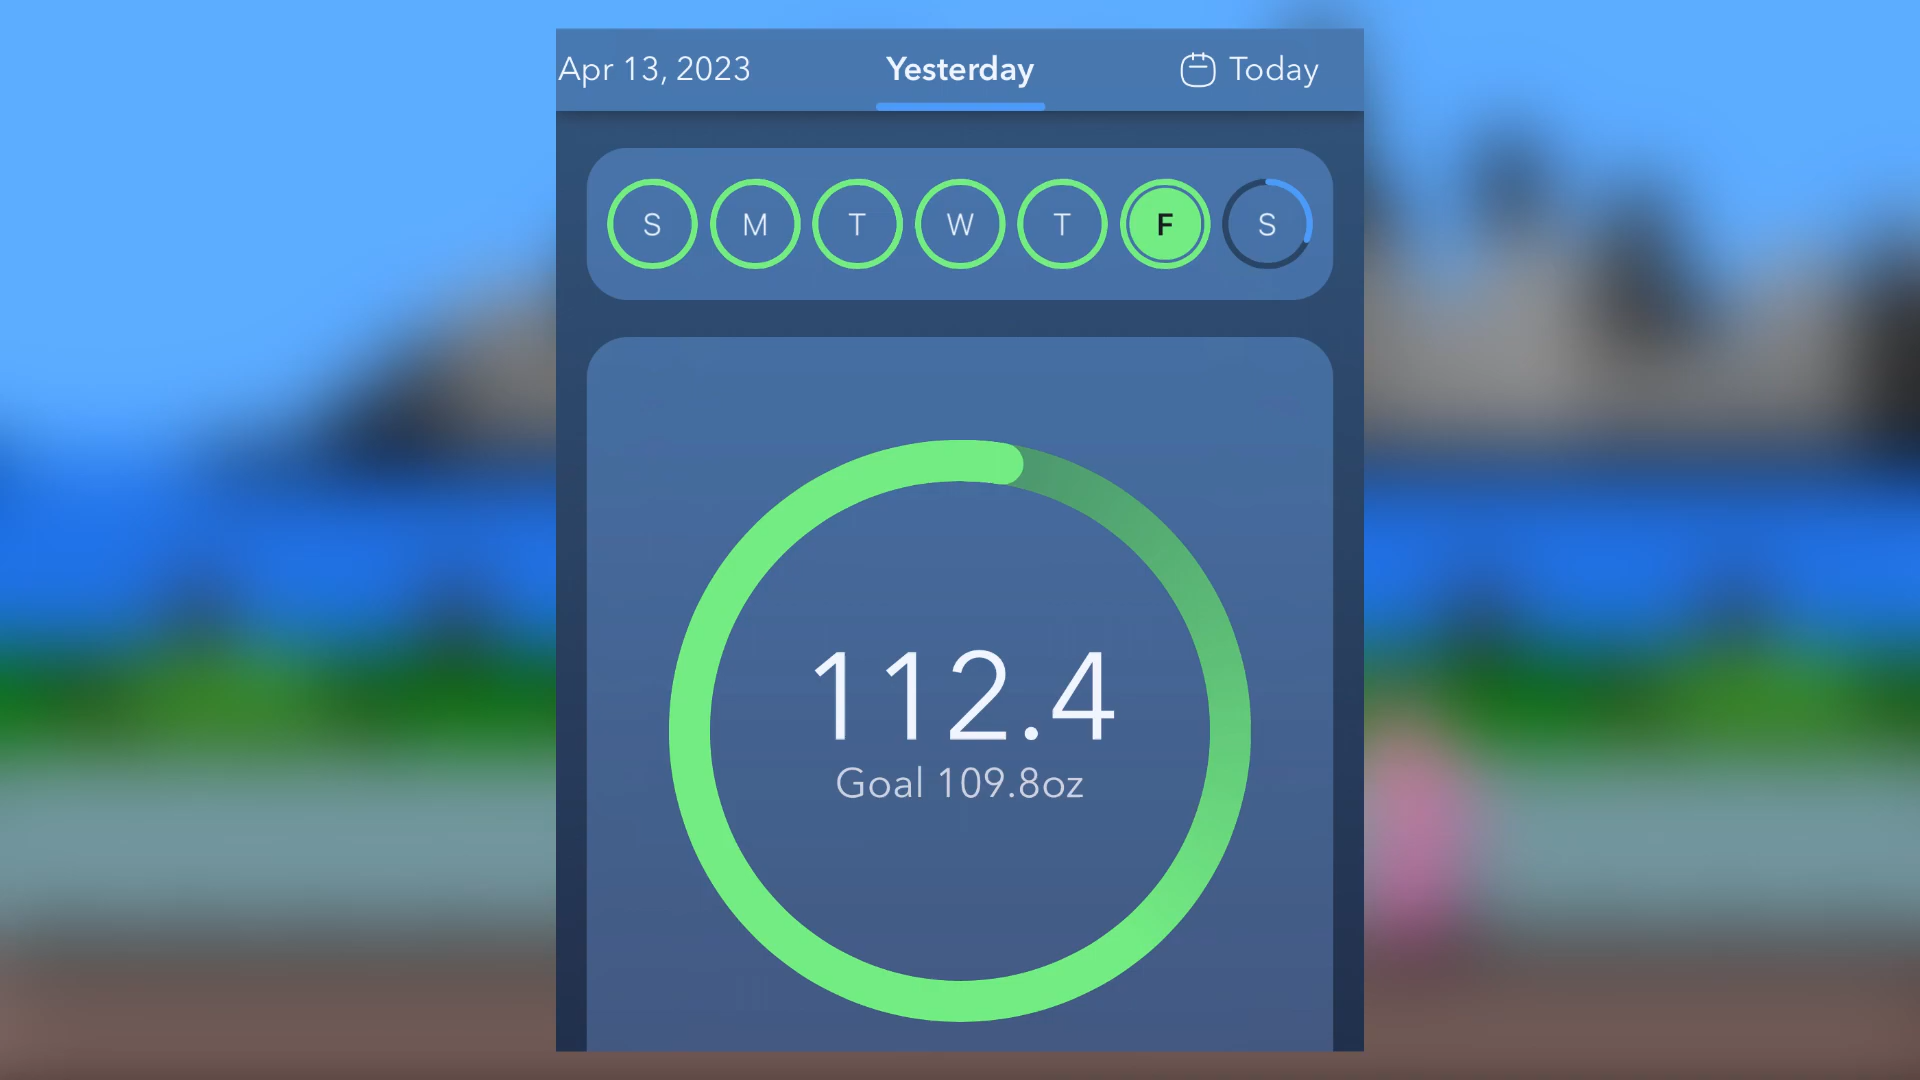 Apr 13, 2023 Yesterday Today
S M T W T F S
112.4
Goal 109.8oz